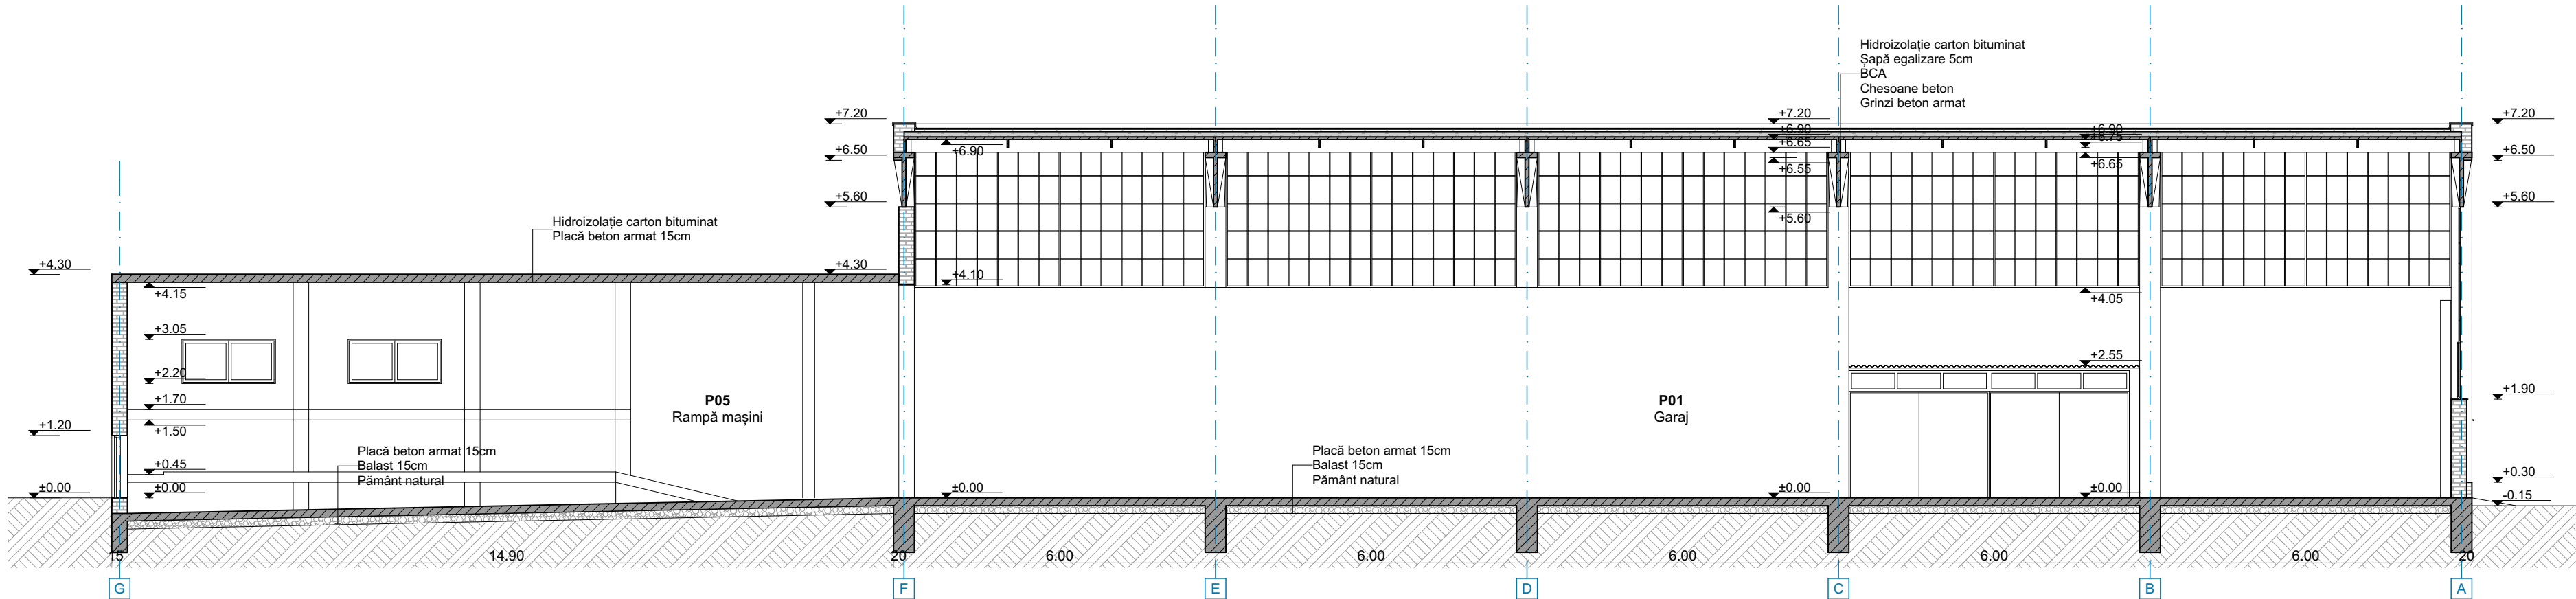 Hidroizolație carton bituminat
Șapă egalizare 5cm
BCA
Chesoane beton
Grinzi beton armat
+7.20
+6.50
+5.60
+4.30
+6.90
+4.10
+7.20
+6.90
+6.65
+6.55
+5.60
+6.90
+6.75
+6.65
+4.05
+2.55
+7.20
+6.50
+5.60
+1.90
+0.30
-0.15
Hidroizolație carton bituminat
Placă beton armat 15cm
+4.30
+1.20
±0.00
+4.15
+3.05
+2.20
+1.70
+1.50
+0.45
±0.00
P05
Rampă mașini
P01
Garaj
Placă beton armat 15cm
Balast 15cm
Pământ natural
Placă beton armat 15cm
Balast 15cm
Pământ natural
±0.00
±0.00
±0.00
15
14.90
20
6.00
6.00
6.00
6.00
6.00
20
G
F
E
D
C
B
A